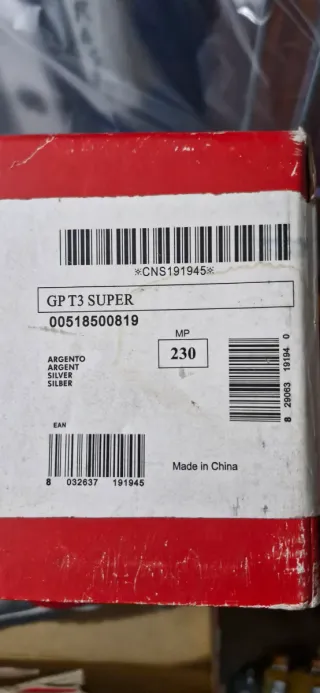 ※CNS191945※
GP T3 SUPER
00518500819
MP
230
ARGENTO
ARGENT
SILVER
SILBER
8 29063 19194 0
EAN
8 032637 191945
Made in China